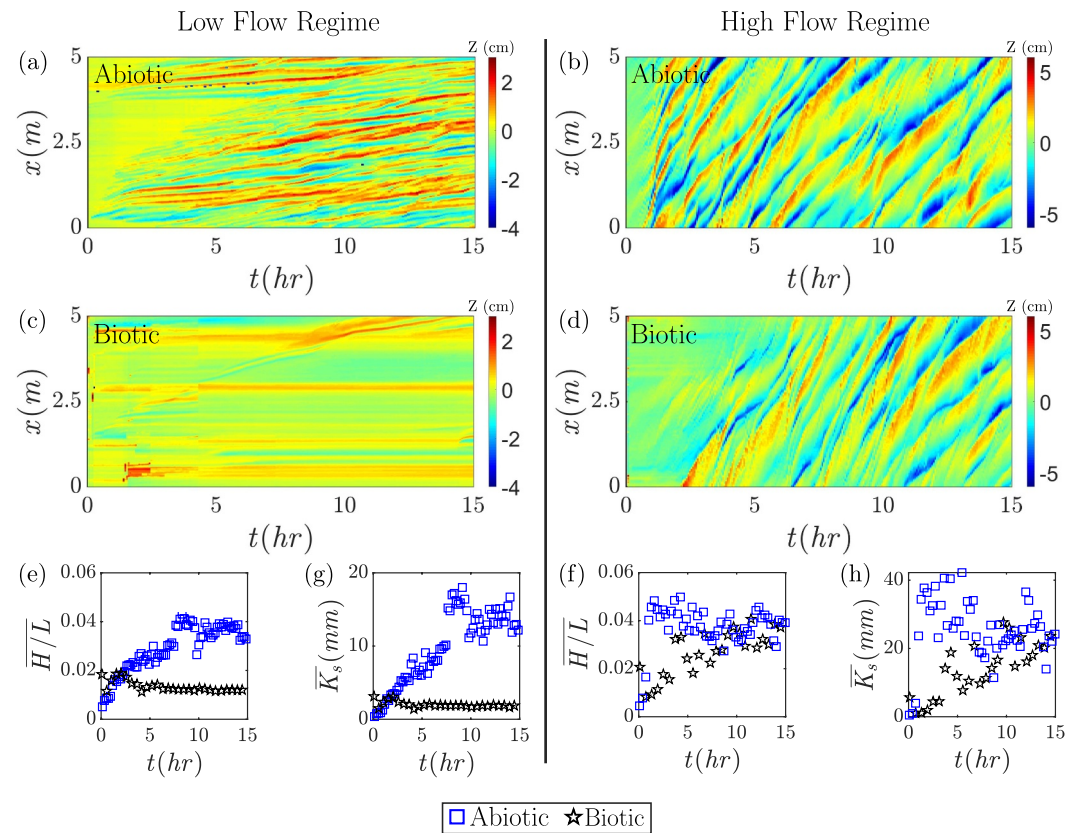 Low Flow Regime
High Flow Regime
(a)
Abiotic
Z (cm)
2
0
-2
-4
x(m)
5
2.5
0
0
5
10
15
t(hr)
(b)
Abiotic
Z (cm)
5
0
-5
x(m)
5
2.5
0
0
5
10
15
t(hr)
(c)
Biotic
Z (cm)
2
0
-2
-4
x(m)
5
2.5
0
0
5
10
15
t(hr)
(d)
Biotic
Z (cm)
5
0
-5
x(m)
5
2.5
0
0
5
10
15
t(hr)
(e)
H/L
0.06
0.04
0.02
0
0
5
10
15
t(hr)
(g)
K_s(mm)
20
10
0
0
5
10
15
t(hr)
(f)
H/L
0.06
0.04
0.02
0
0
5
10
15
t(hr)
(h)
K_s(mm)
40
20
0
0
5
10
15
t(hr)
Abiotic
Biotic